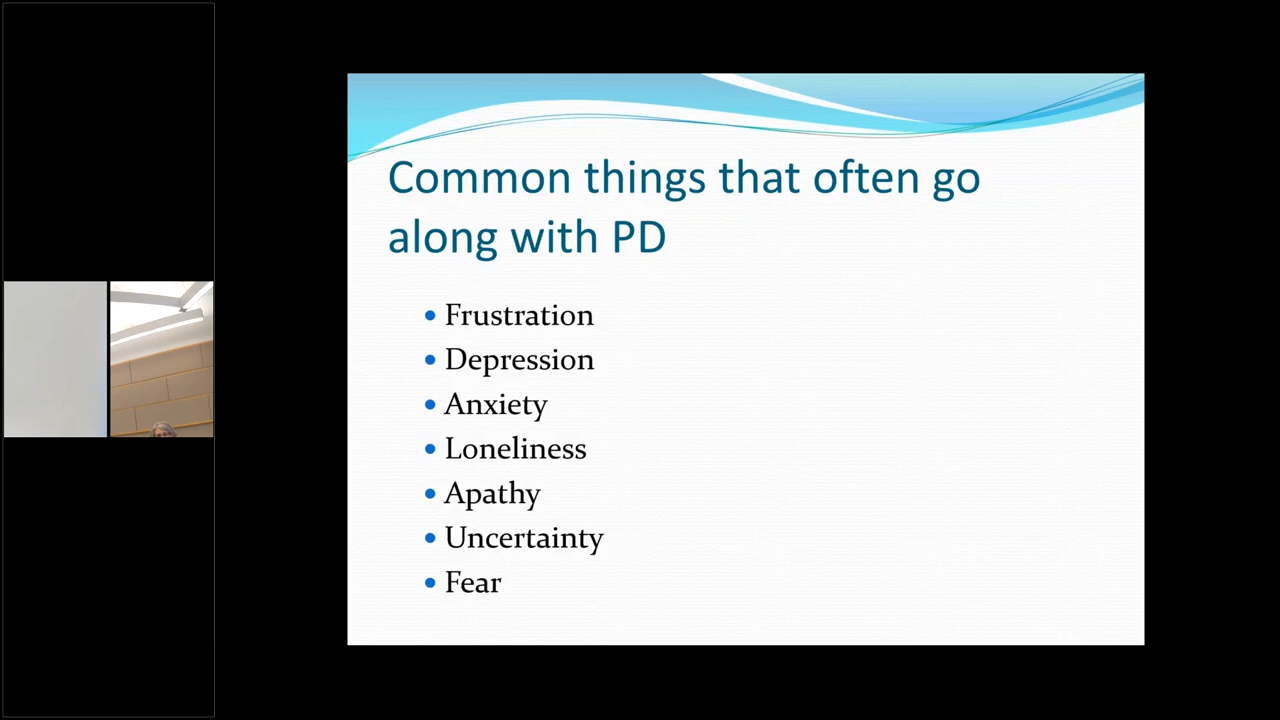 Common things that often go
along with PD
• Frustration
• Depression
• Anxiety
• Loneliness
• Apathy
• Uncertainty
• Fear